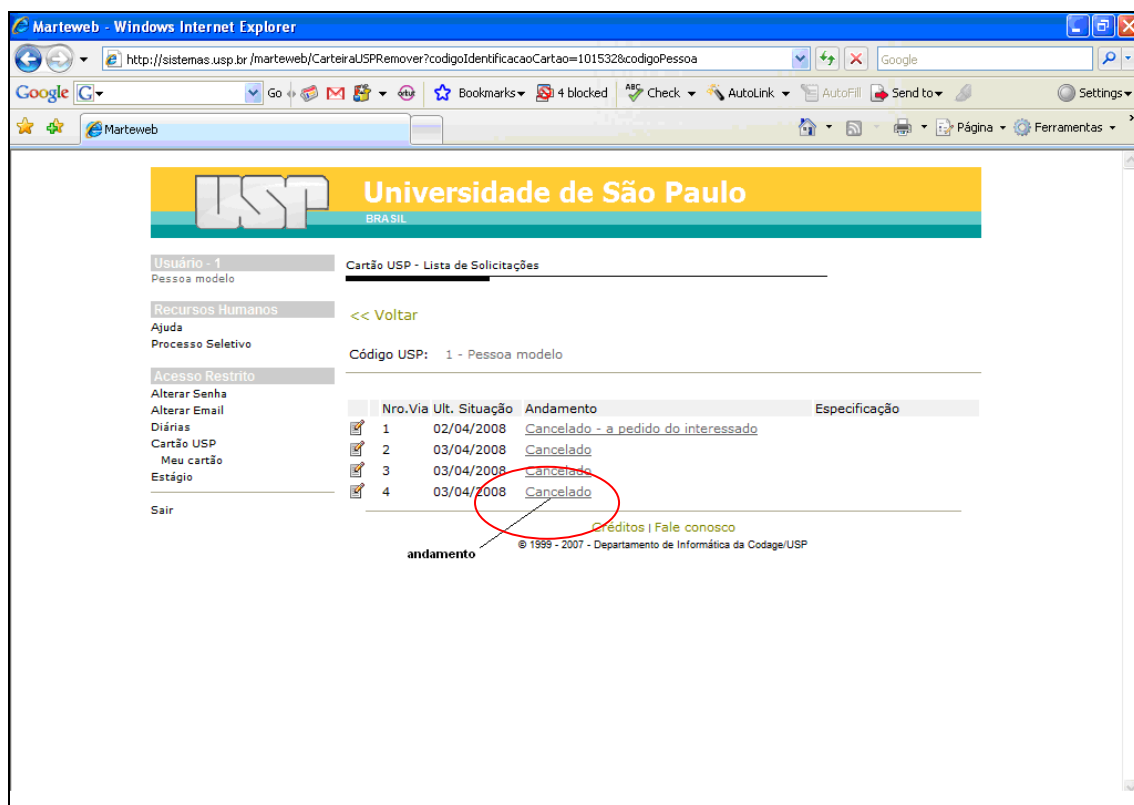 Marteweb - Windows Internet Explorer
http://sistemas.usp.br /marteweb/CarteiraUSPRemover?codigoIdentificacaoCartao=101532&codigoPessoa
Google
Google G Go Bookmarks 4 blocked ABC Check AutoLink AutoFill Send to Settings
Marteweb Página Ferramentas
USP Universidade de São Paulo
BRASIL
Usuário - 1
Pessoa modelo
Recursos Humanos
Ajuda
Processo Seletivo
Acesso Restrito
Alterar Senha
Alterar Email
Diárias
Cartão USP
Meu cartão
Estágio
Sair
Cartão USP - Lista de Solicitações
<< Voltar
Código USP: 1 - Pessoa modelo
Nro.Via Ult. Situação Andamento Especificação
1 02/04/2008 Cancelado - a pedido do interessado
2 03/04/2008 Cancelado
3 03/04/2008 Cancelado
4 03/04/2008 Cancelado
andamento
Créditos | Fale conosco
© 1999 - 2007 - Departamento de Informática da Codage/USP